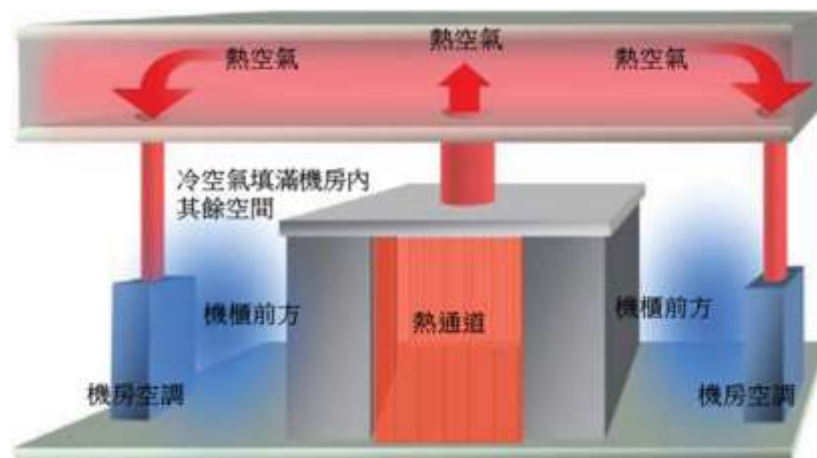 熱空氣
熱空氣
熱空氣
冷空氣填滿機房內
其餘空間
機櫃前方
熱通道
機櫃前方
機房空調
機房空調